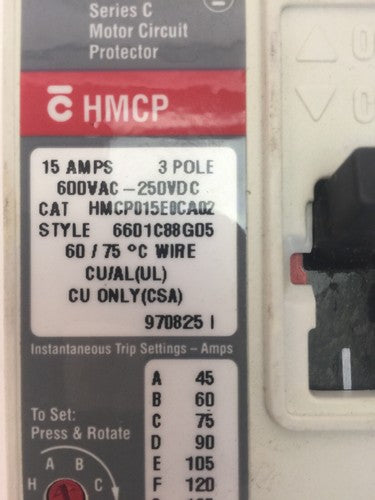 Series C
Motor Circuit
Protector
HMCP
15 AMPS 3 POLE
600VAC-250VDC
CAT HMCP015E0CA02
STYLE 6601C88G05
60/75 °C WIRE
CU/AL(UL)
CU ONLY(CSA)
970825 I
Instantaneous Trip Settings - Amps
A 45
B 60
C 75
D 90
E 105
F 120
To Set:
Press & Rotate
A B
H C